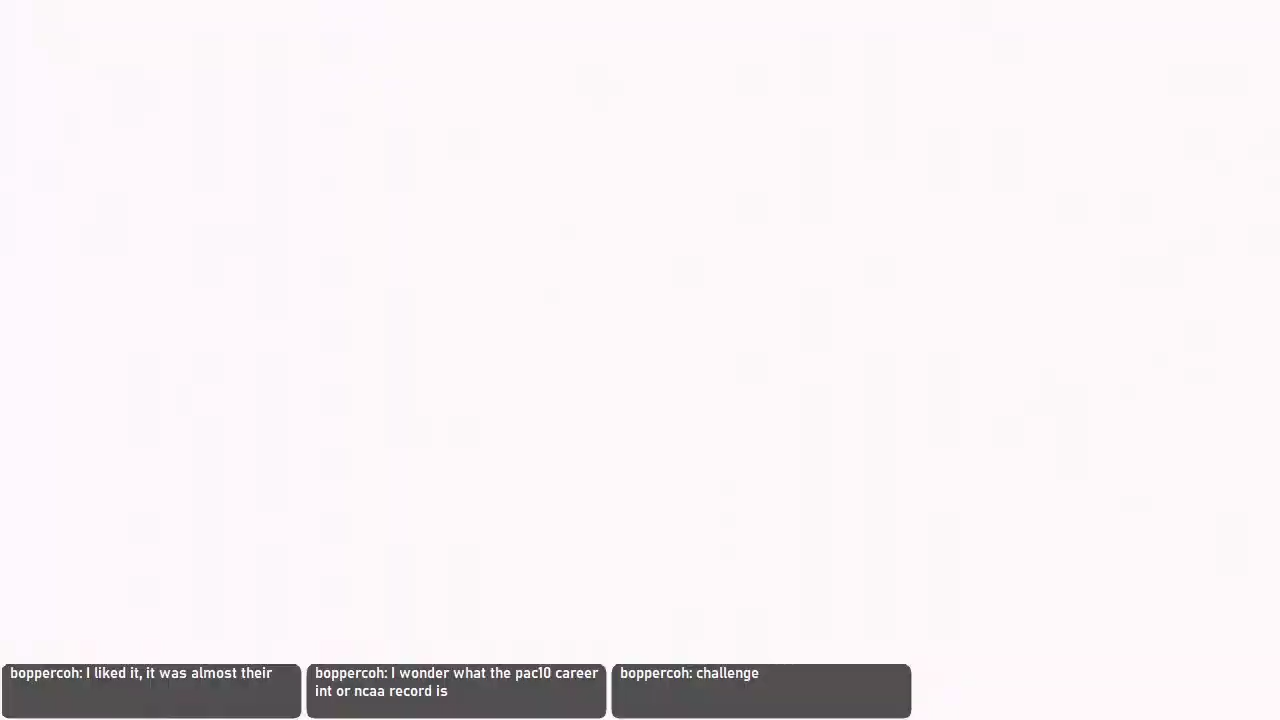 boppercoh: I liked it, it was almost their
boppercoh: I wonder what the pac10 career
int or ncaa record is
boppercoh: challenge